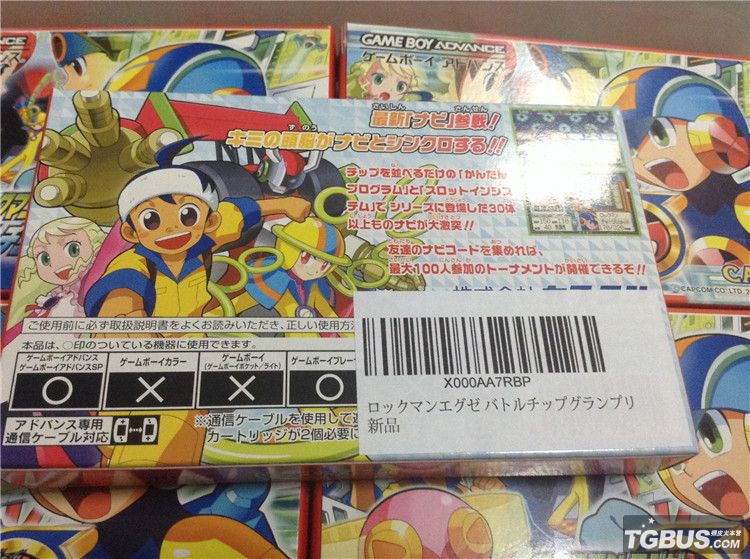 GAME BOY ADVANCE
ゲームボーイアドバンス
さいしん さんせん
最新「ナビ」参戦!
ずのう
キミの頭脳がナビとシンクロする!!
チップを並べるだけの「かんたん
プログラム」と「スロットインシス
テム」で、シリーズに登場した30体
以上ものナビが大激突!!
友達のナビコードを集めれば、
最大100人参加のトーナメントが開催できるぞ!!
ご使用前に必ず取扱説明書をよくお読みいただき、正しい使用方
本品は、○印のついている機器に使用できます。
ゲームボーイアドバンス
ゲームボーイアドバンスSP
ゲームボーイカラー
ゲームボーイ
(ゲームボーイポケット/ライト)
ゲームボーイプレー
アドバンス専用
通信ケーブル対応
※通信ケーブルを使用して
カートリッジが2個必要に
X000AA7RBP
ロックマンエグゼ バトルチップグランプリ
新品
©CAPCOM CO.,LTD. 2
TGBUS.COM